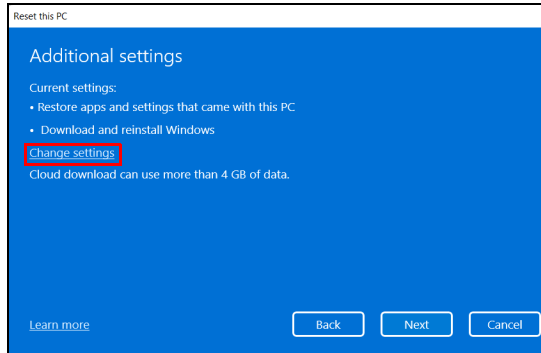 Reset this PC
Additional settings
Current settings:
• Restore apps and settings that came with this PC
• Download and reinstall Windows
Change settings
Cloud download can use more than 4 GB of data.
Learn more
Back
Next
Cancel